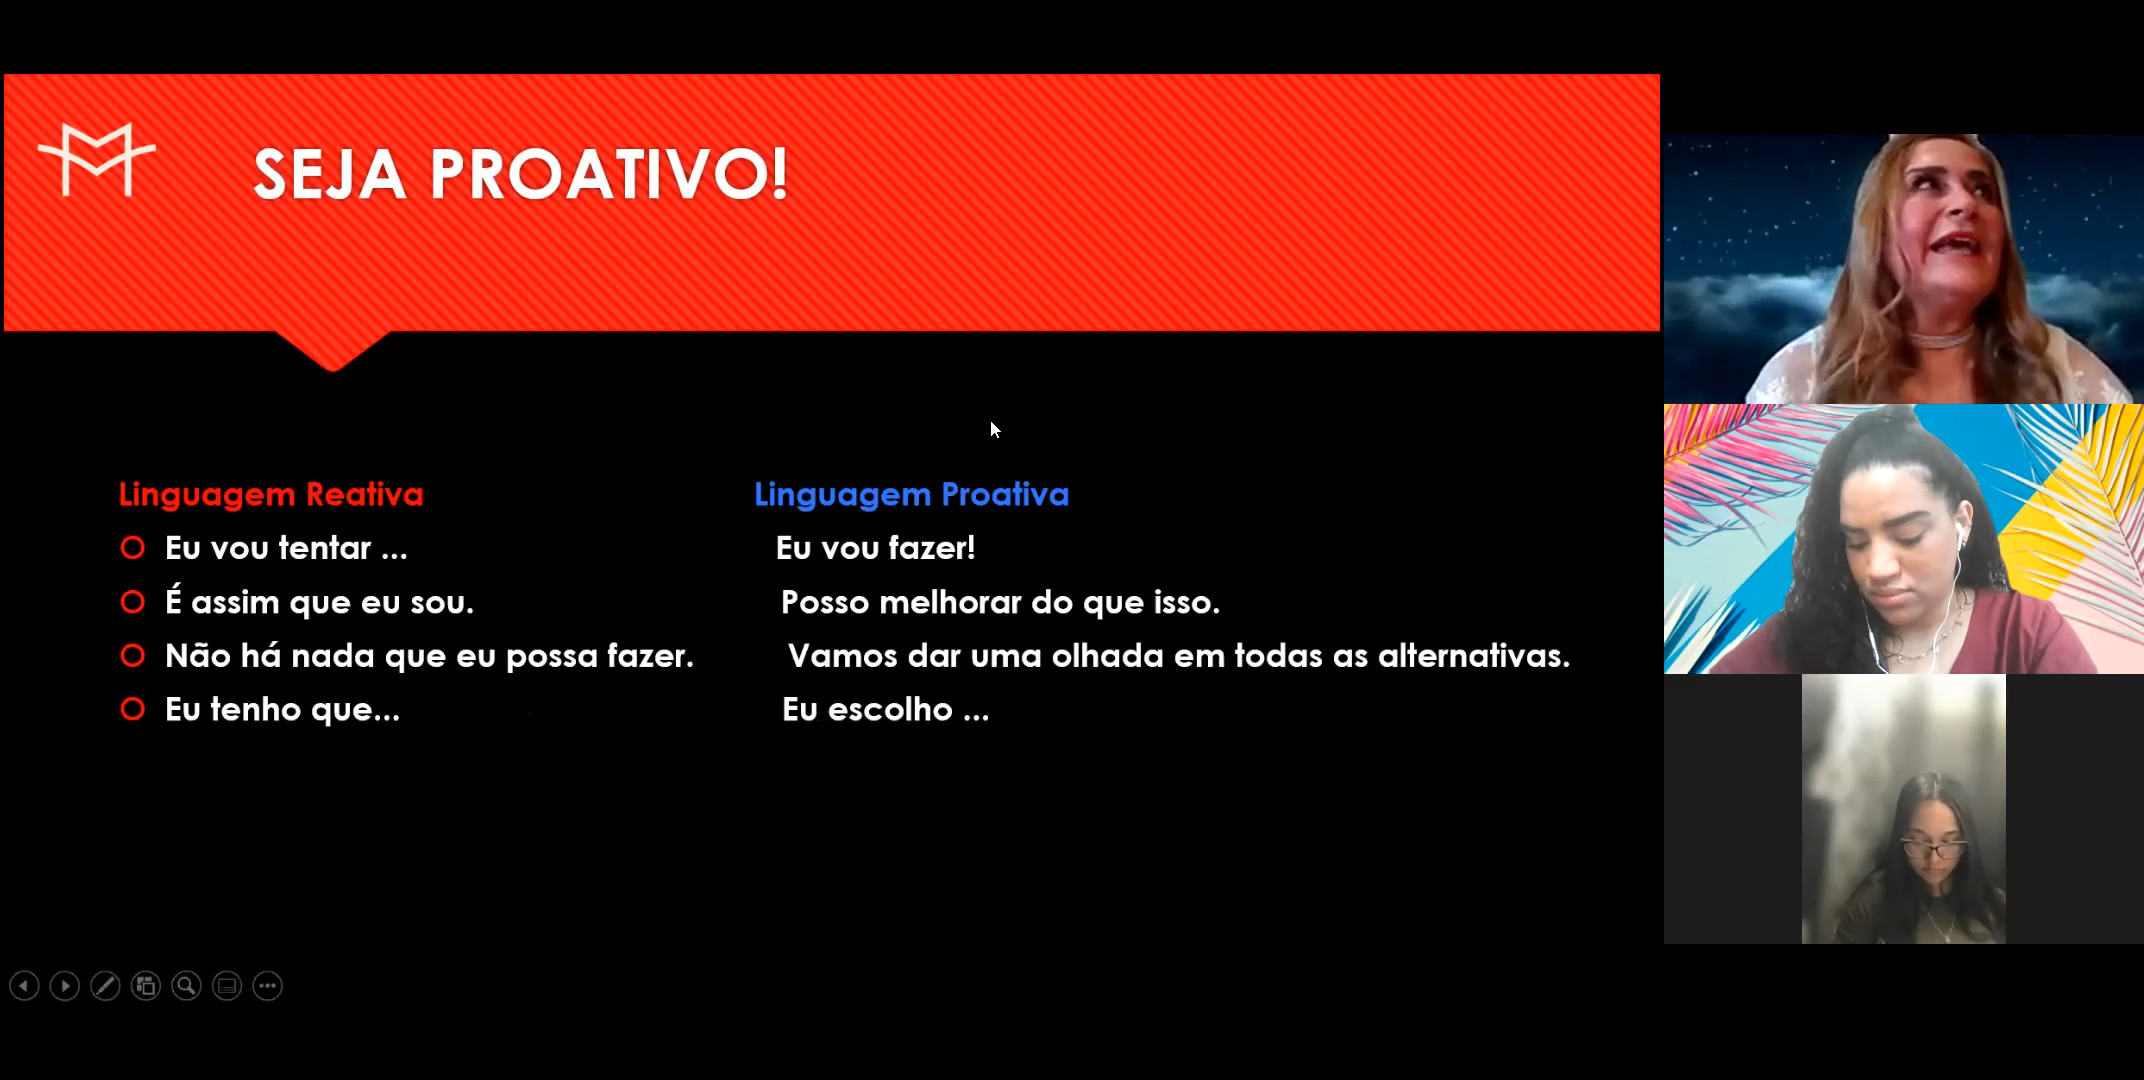 SEJA PROATIVO!
Linguagem Reativa
Linguagem Proativa
Eu vou tentar ...
Eu vou fazer!
É assim que eu sou.
Posso melhorar do que isso.
Não há nada que eu possa fazer.
Vamos dar uma olhada em todas as alternativas.
Eu tenho que...
Eu escolho ...